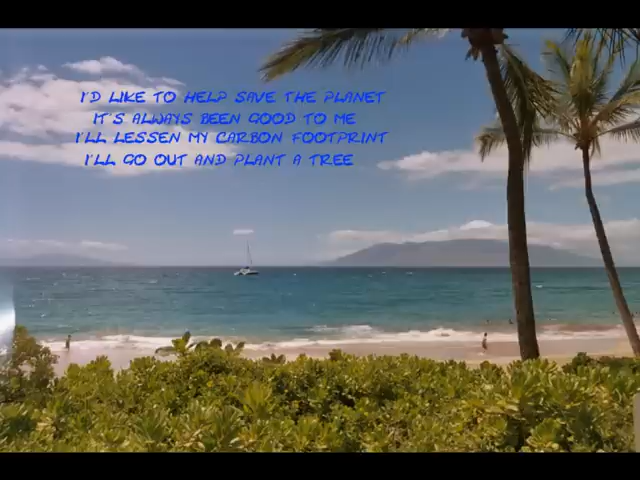 I'D LIKE TO HELP SAVE THE PLANET
IT'S ALWAYS BEEN GOOD TO ME
I'LL LESSEN MY CARBON FOOTPRINT
I'LL GO OUT AND PLANT A TREE